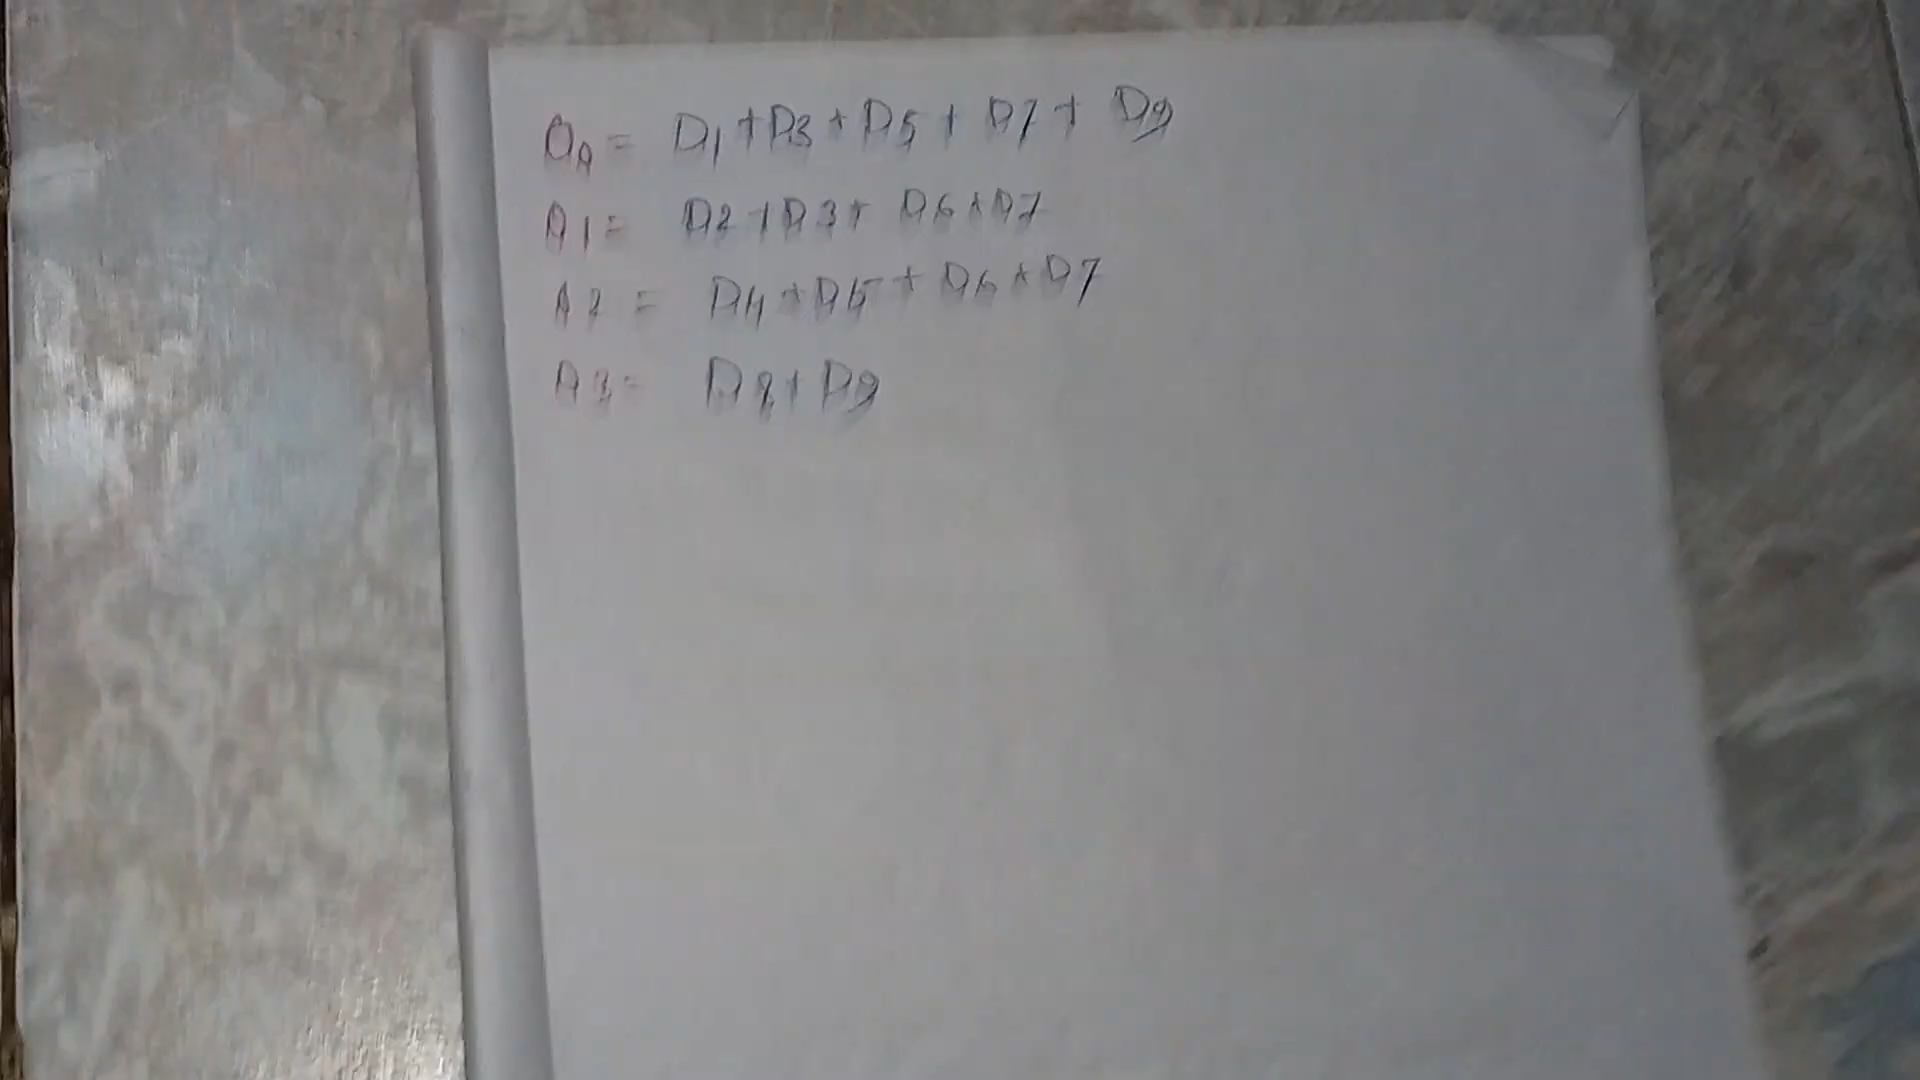 A0 = D1 + D3 + D5 + D7 + D9
A1 = D2 + D3 + D6 + D7
A2 = D4 + D5 + D6 + D7
A3 = D8 + D9